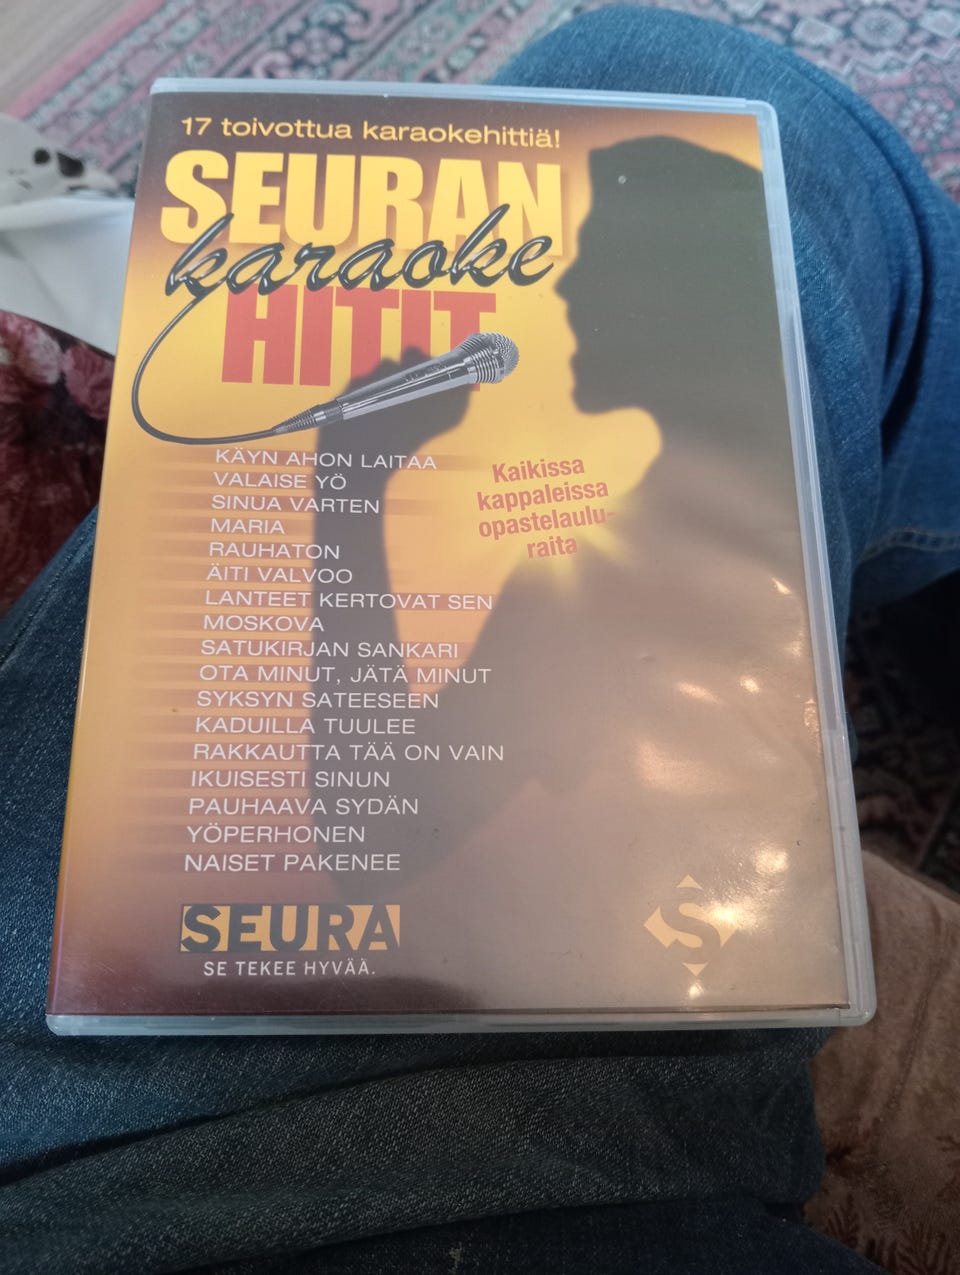 17 toivottua karaokehittiä!
SEURAN
karaoke
HITIT
KÄYN AHON LAITAA
VALAISE YÖ
SINUA VARTEN
MARIA
RAUHATON
ÄITI VALVOO
LANTEET KERTOVAT SEN
MOSKOVA
SATUKIRJAN SANKARI
OTA MINUT, JÄTÄ MINUT
SYKSYN SATEESEEN
KADUILLA TUULEE
RAKKAUTTA TÄÄ ON VAIN
IKUISESTI SINUN
PAUHAAVA SYDÄN
YÖPERHONEN
NAISET PAKENEE
Kaikissa
kappaleissa
opastelaulu-
raita
SEURA
SE TEKEE HYVÄÄ.
S